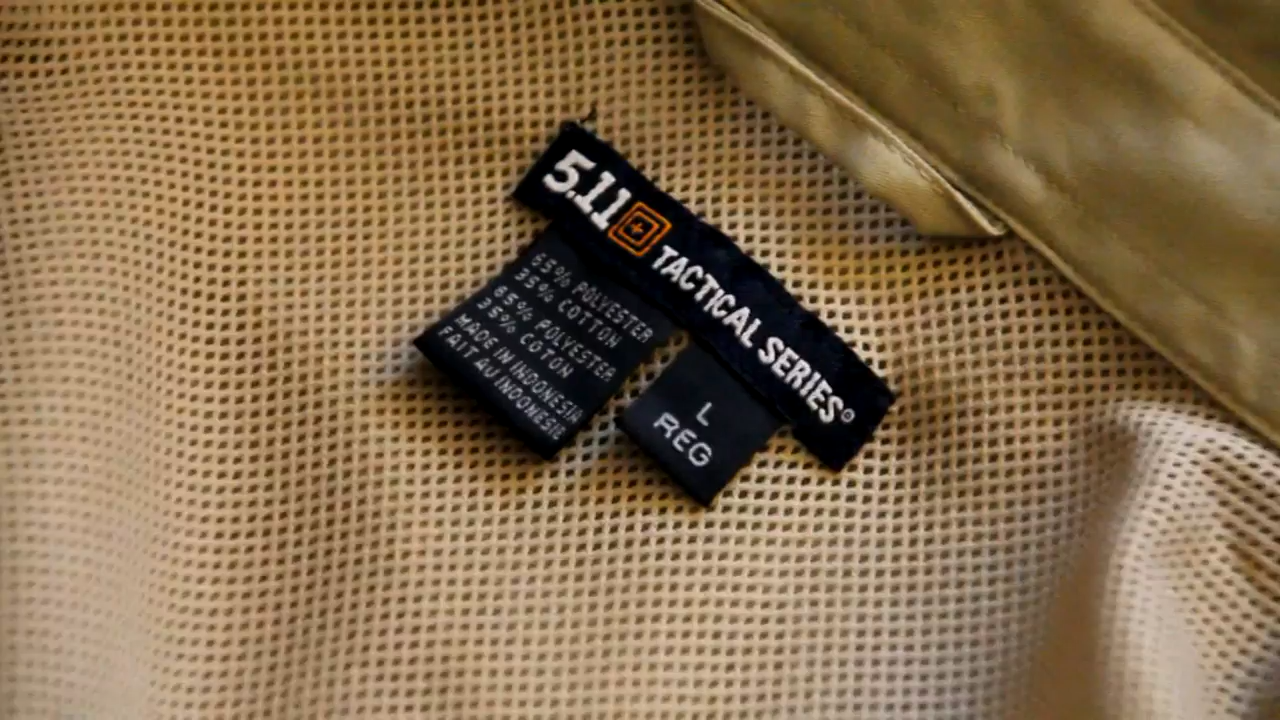 5.11 TACTICAL SERIES®
65% POLYESTER
35% COTTON
65% POLYESTER
35% COTON
MADE IN INDONESIA
FAIT AU INDONESIE
L
REG